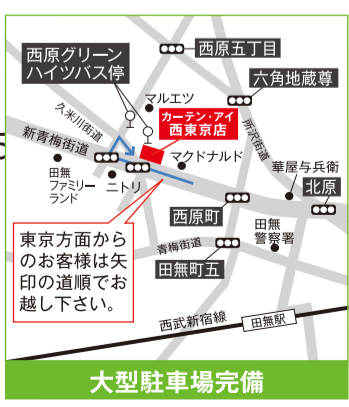 西原五丁目
西原グリーン
ハイツバス停
六角地蔵尊
マルエツ
久米川街道
カーテン・アイ
西東京店
所沢街道
新青梅街道
マクドナルド
華屋与兵衛
田無
ファミリー
ランド
ニトリ
北原
西原町
東京方面から
のお客様は矢
印の道順でお
越し下さい。
田無
警察署
青梅街道
田無町五
西武新宿線
田無駅
大型駐車場完備